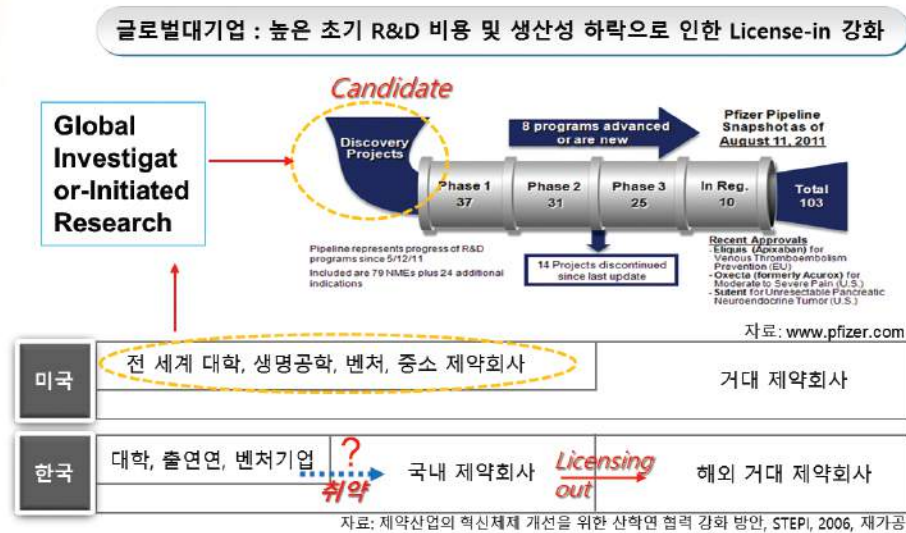 글로벌대기업 : 높은 초기 R&D 비용 및 생산성 하락으로 인한 License-in 강화
Candidate
Global
Investigat
or-Initiated
Research
Discovery
Projects
8 programs advanced
or are new
Pfizer Pipeline
Snapshot as of
August 11, 2011
Phase 1
37
Phase 2
31
Phase 3
25
In Reg.
10
Total
103
Pipeline represents progress of R&D
programs since 5/12/11
Included are 79 NMEs plus 24 additional
indications
14 Projects discontinued
since last update
Recent Approvals
- Eliquis (Apixaban) for
Venous Thromboembolism
Prevention (EU)
- Oxecta (formerly Acurox) for
Moderate to Severe Pain (U.S.)
- Sutent for Unresectable Pancreatic
Neuroendocrine Tumor (U.S.)
자료: www.pfizer.com
미국
전 세계 대학, 생명공학, 벤처, 중소 제약회사
거대 제약회사
한국
대학, 출연연, 벤처기업
?
취약
국내 제약회사
Licensing
out
해외 거대 제약회사
자료: 제약산업의 혁신체제 개선을 위한 산학연 협력 강화 방안, STEPI, 2006, 재가공